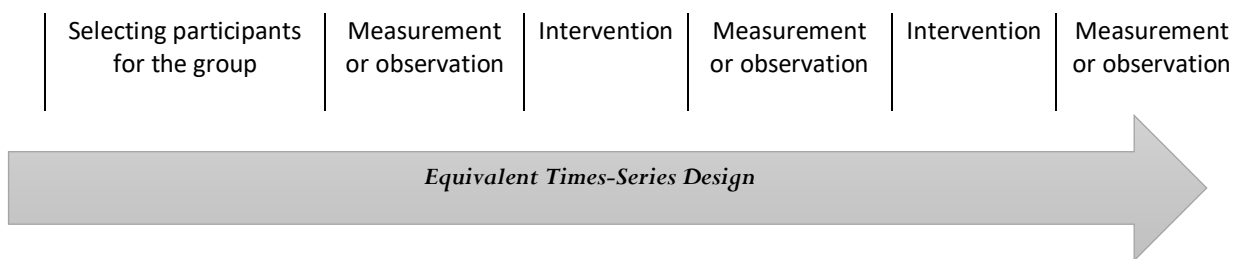 Selecting participants
for the group
Measurement
or observation
Intervention
Measurement
or observation
Intervention
Measurement
or observation
Equivalent Times-Series Design